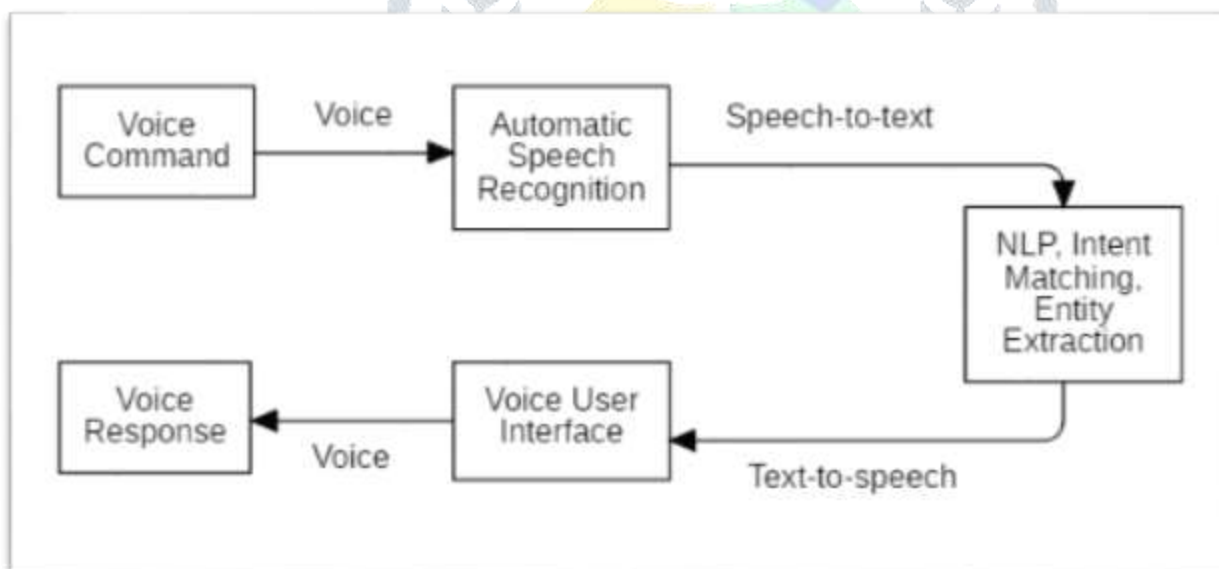 Voice
Command
Voice
Automatic
Speech
Recognition
Speech-to-text
NLP, Intent
Matching,
Entity
Extraction
Text-to-speech
Voice User
Interface
Voice
Voice
Response